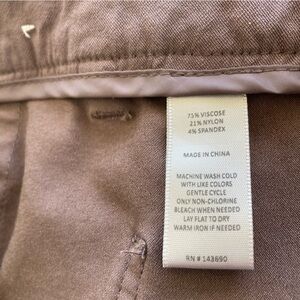 75% VISCOSE
21% NYLON
4% SPANDEX
MADE IN CHINA
MACHINE WASH COLD
WITH LIKE COLORS
GENTLE CYCLE
ONLY NON-CHLORINE
BLEACH WHEN NEEDED
LAY FLAT TO DRY
WARM IRON IF NEEDED
RN # 143690